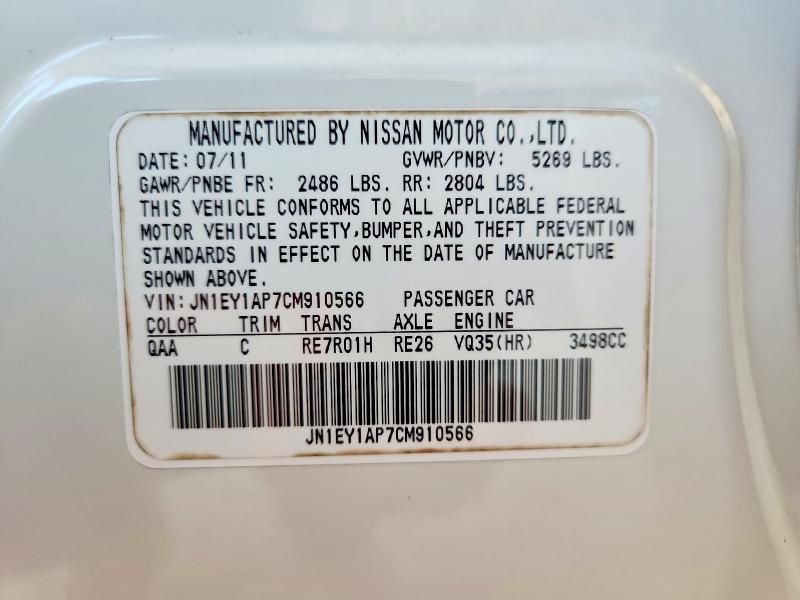 MANUFACTURED BY NISSAN MOTOR CO.,LTD.
DATE: 07/11 GVWR/PNBV: 5269 LBS.
GAWR/PNBE FR: 2486 LBS. RR: 2804 LBS.
THIS VEHICLE CONFORMS TO ALL APPLICABLE FEDERAL
MOTOR VEHICLE SAFETY,BUMPER,AND THEFT PREVENTION
STANDARDS IN EFFECT ON THE DATE OF MANUFACTURE
SHOWN ABOVE.
VIN:JN1EY1AP7CM910566 PASSENGER CAR
COLOR TRIM TRANS AXLE ENGINE
QAA C RE7R01H RE26 VQ35(HR) 3498CC
JN1EY1AP7CM910566